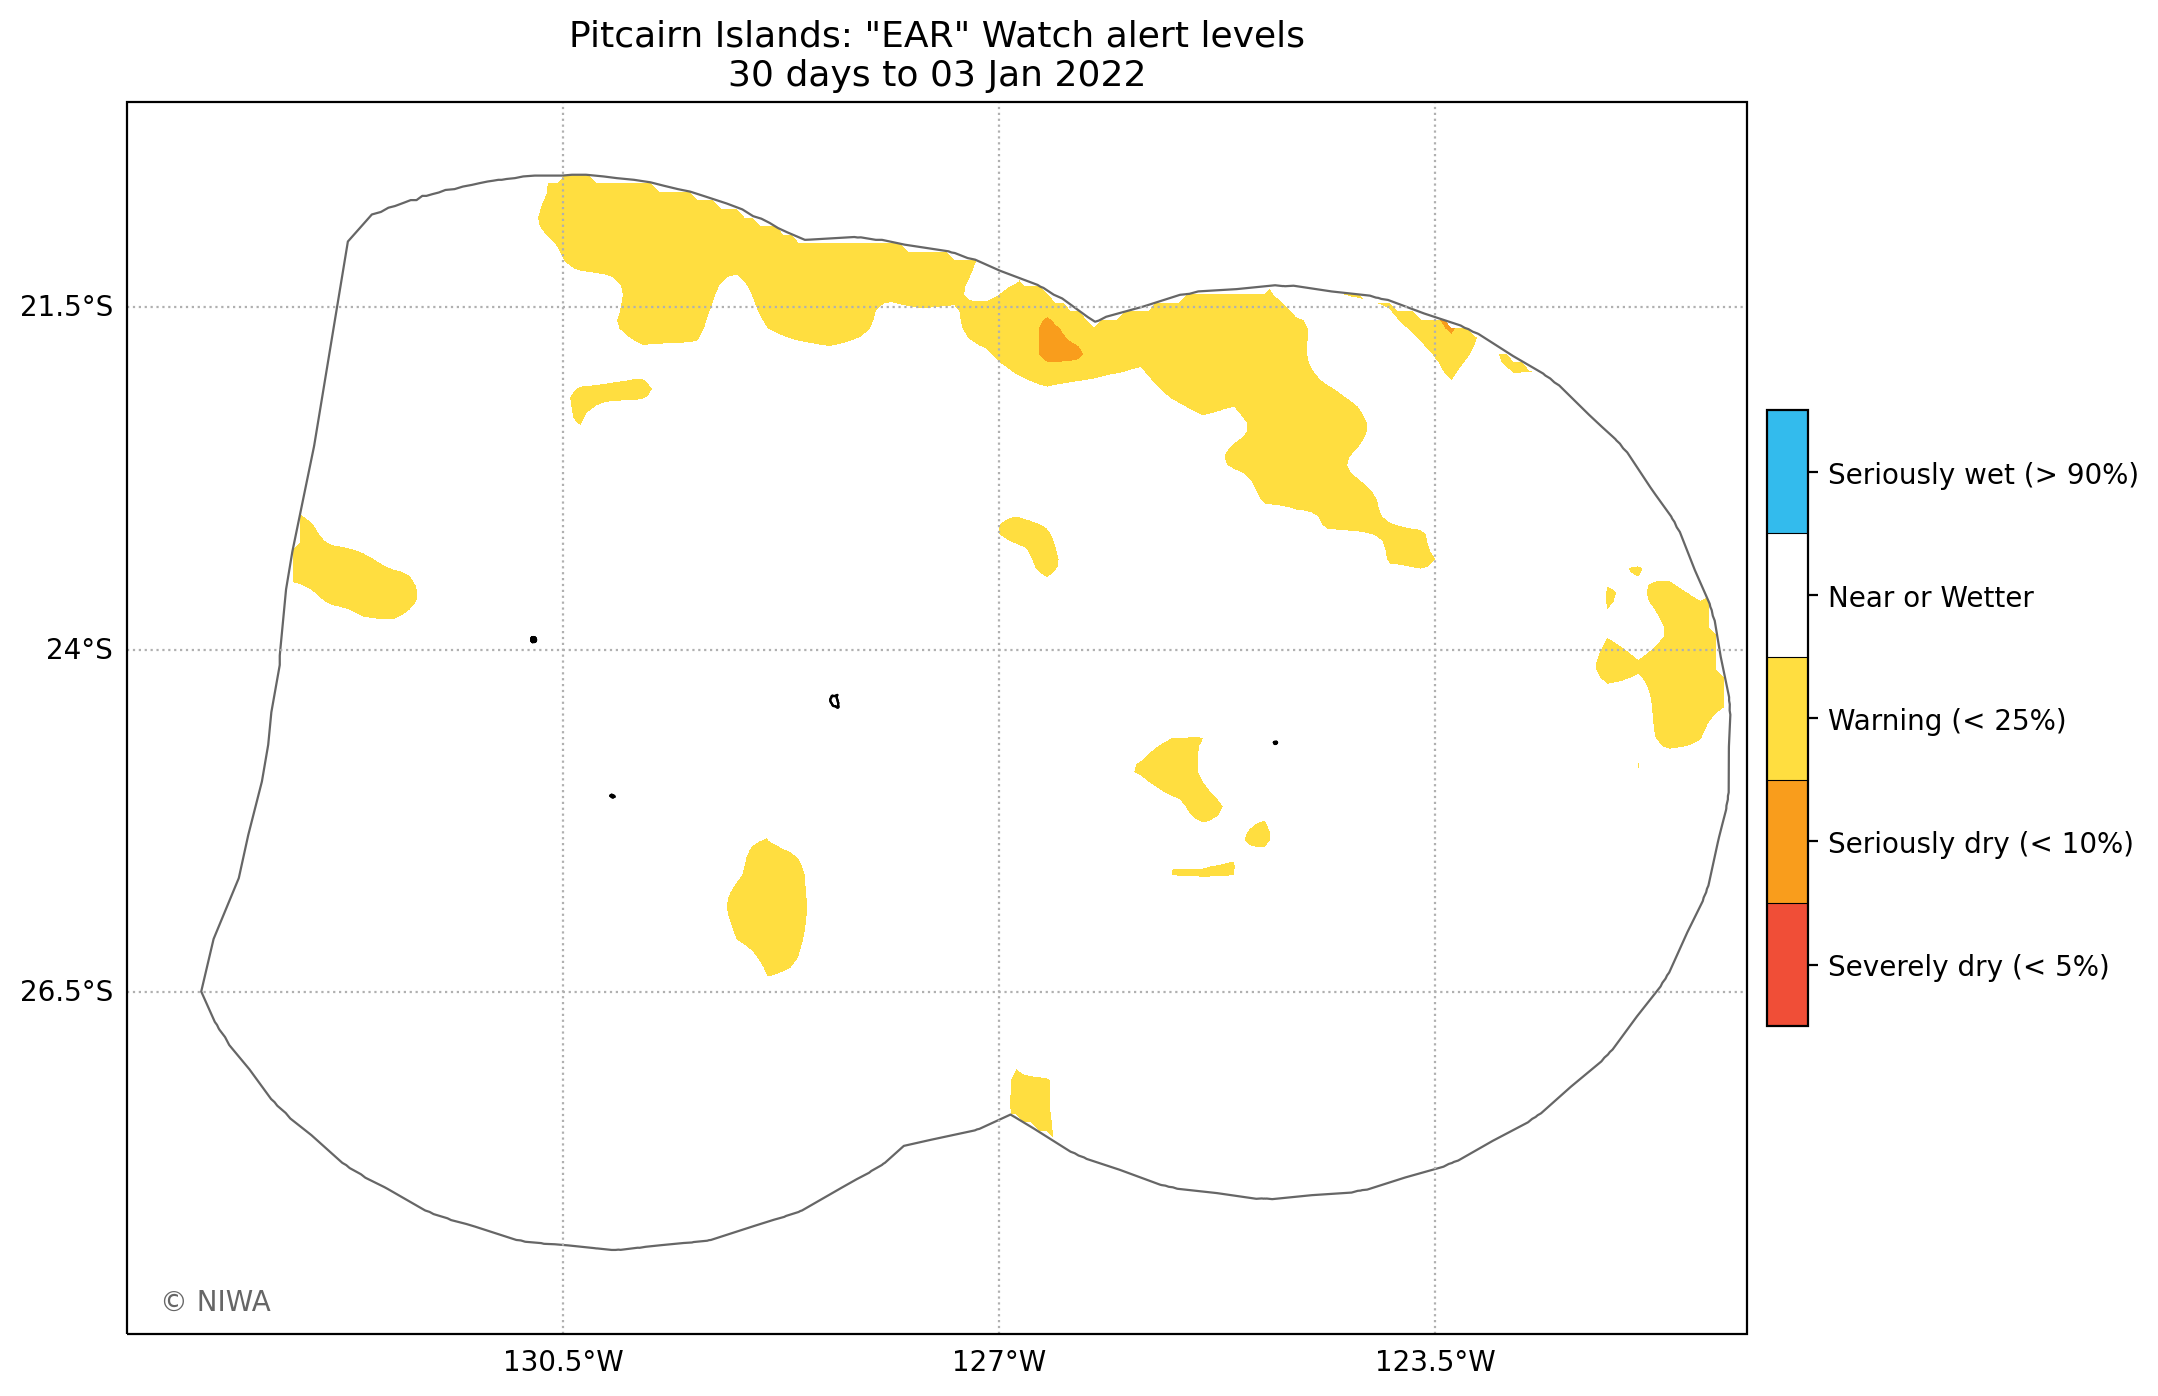 Pitcairn Islands: "EAR" Watch alert levels
30 days to 03 Jan 2022
21.5°S
24°S
26.5°S
130.5°W
127°W
123.5°W
Seriously wet (> 90%)
Near or Wetter
Warning (< 25%)
Seriously dry (< 10%)
Severely dry (< 5%)
© NIWA